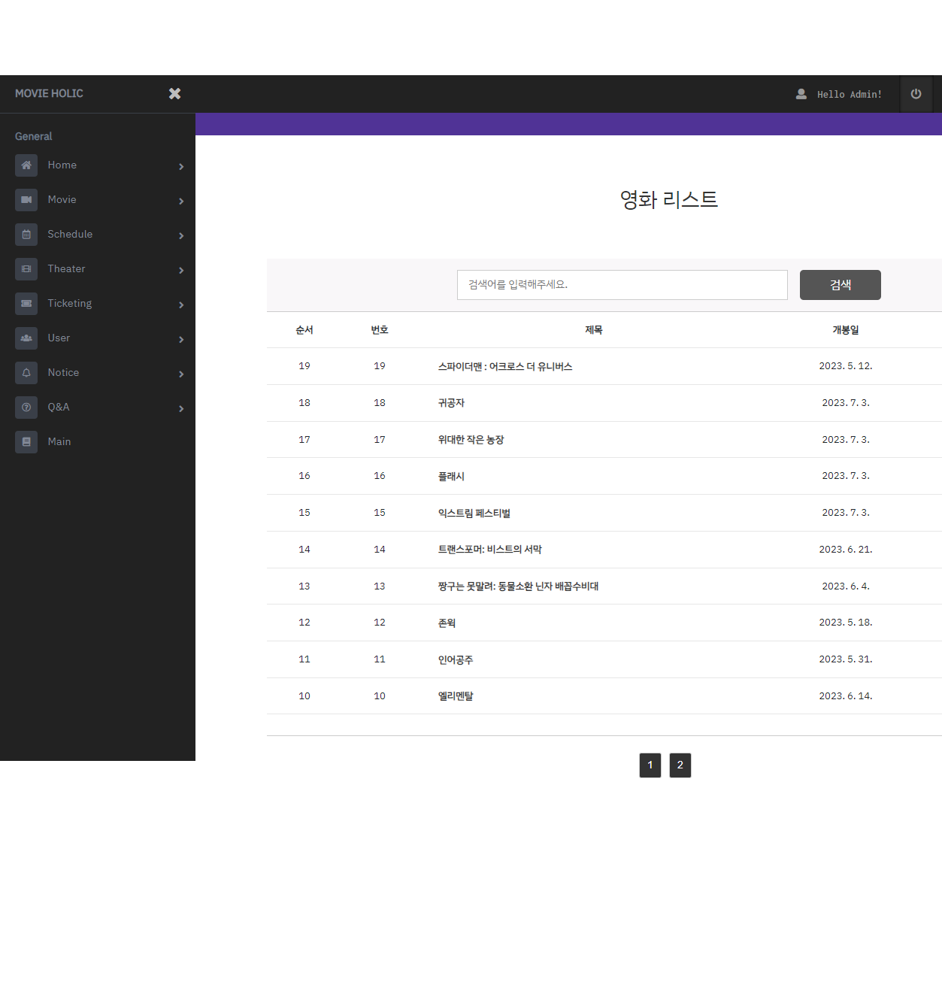 MOVIE HOLIC
Hello Admin!
General
Home
Movie
Schedule
Theater
Ticketing
User
Notice
Q&A
Main
영화 리스트
검색어를 입력해주세요.
검색
순서 번호 제목 개봉일
19 19 스파이더맨 : 어크로스 더 유니버스 2023. 5. 12.
18 18 귀공자 2023. 7. 3.
17 17 위대한 작은 농장 2023. 7. 3.
16 16 플래시 2023. 7. 3.
15 15 익스트림 페스티벌 2023. 7. 3.
14 14 트랜스포머: 비스트의 서막 2023. 6. 21.
13 13 짱구는 못말려: 동물소환 닌자 배꼽수비대 2023. 6. 4.
12 12 존윅 2023. 5. 18.
11 11 인어공주 2023. 5. 31.
10 10 엘리멘탈 2023. 6. 14.
1 2